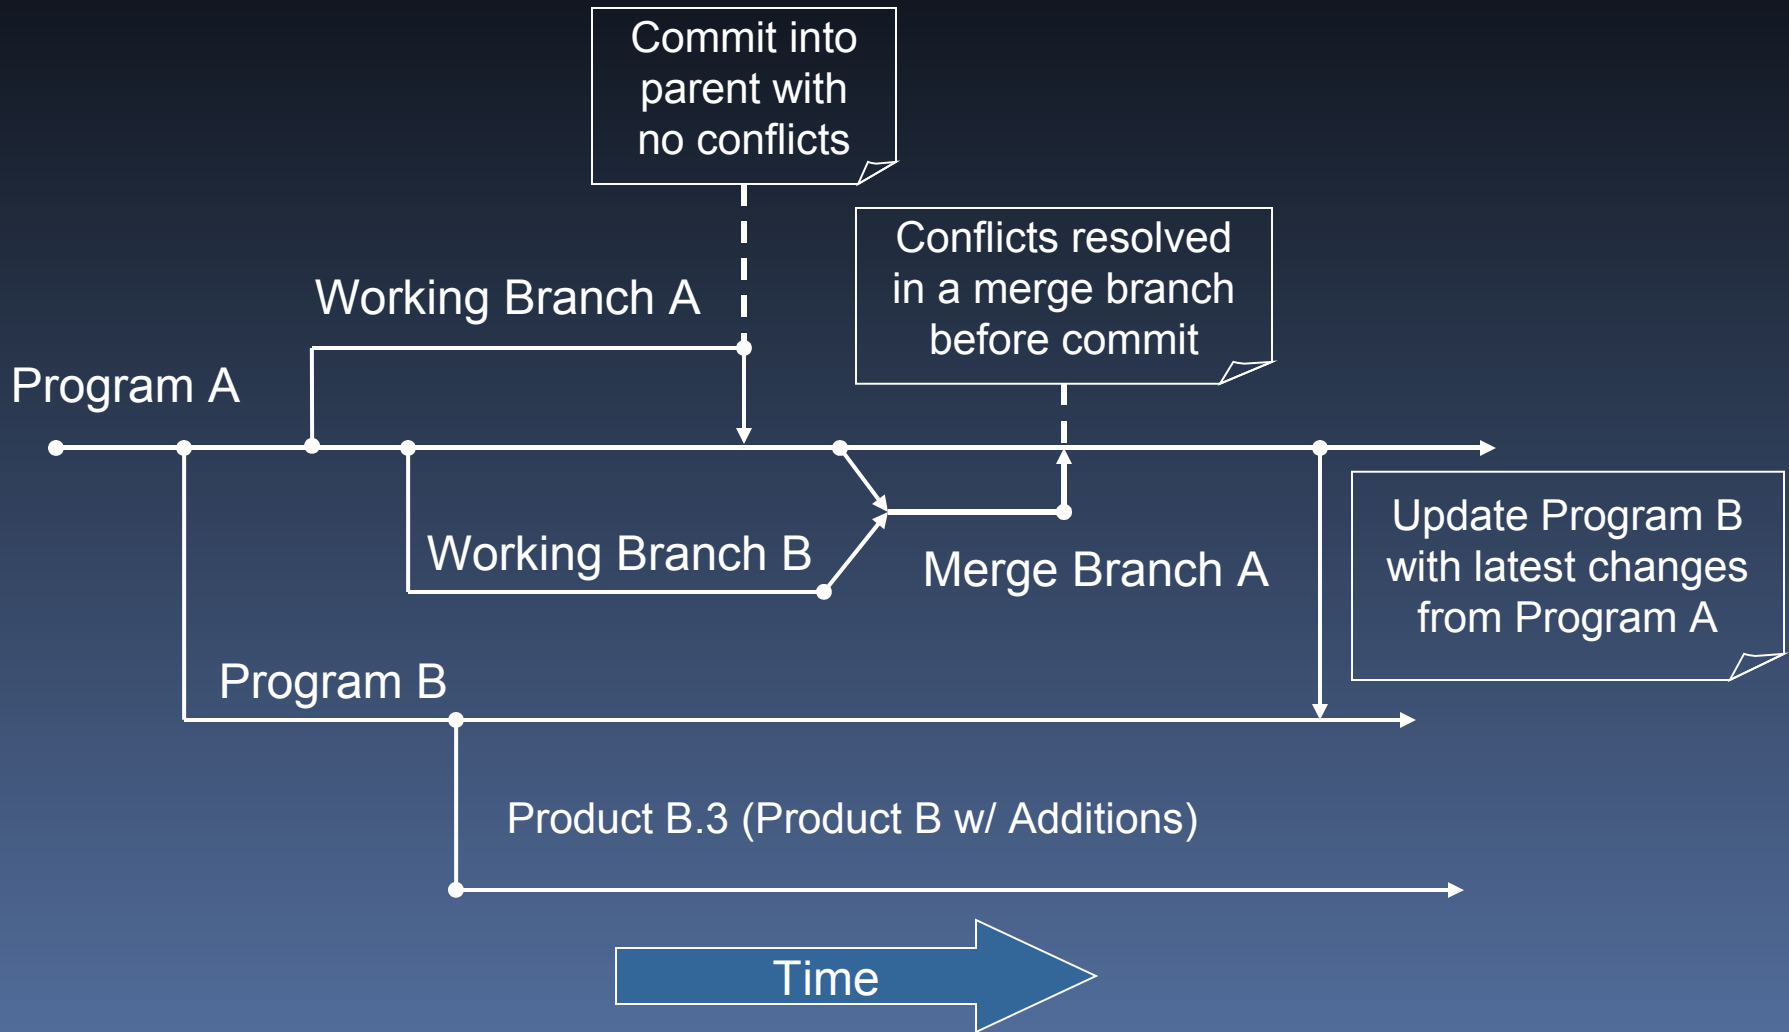 Commit into
parent with
no conflicts
Conflicts resolved
in a merge branch
before commit
Working Branch A
Program A
Update Program B
with latest changes
from Program A
Working Branch B
Merge Branch A
Program B
Product B.3 (Product B w/ Additions)
Time